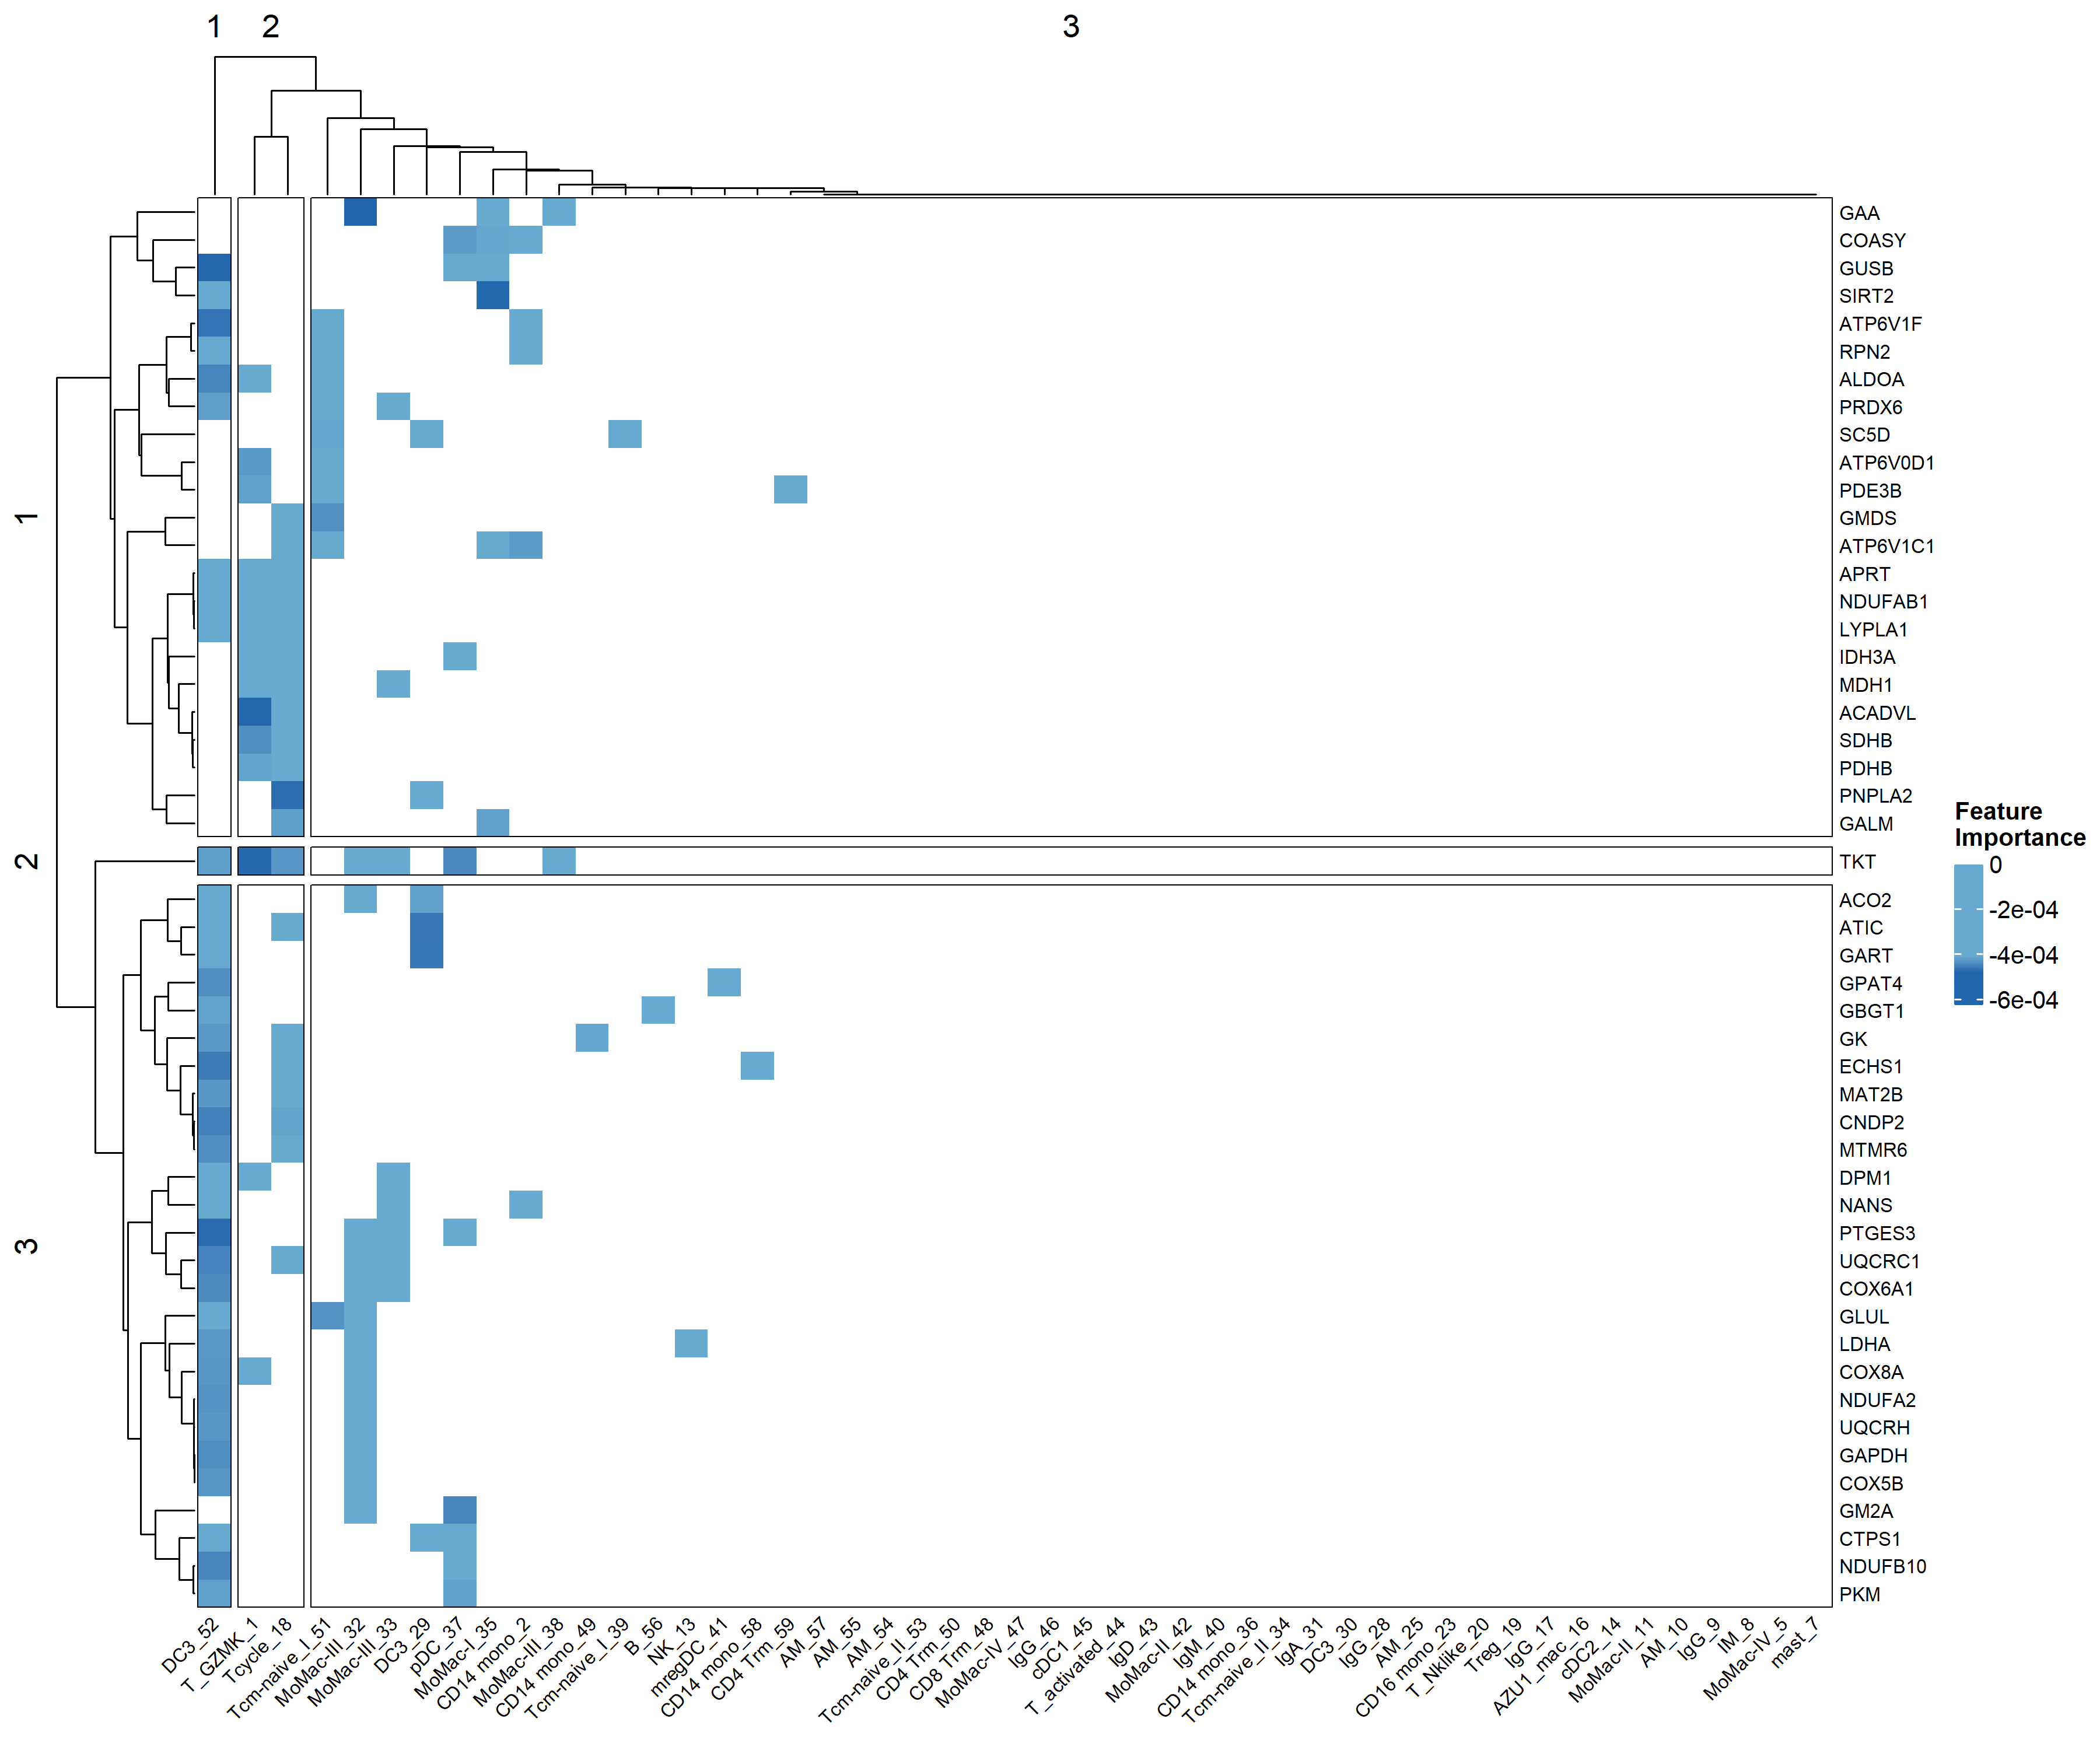 1 2 3
GAA
COASY
GUSB
SIRT2
ATP6V1F
RPN2
ALDOA
PRDX6
SC5D
ATP6V0D1
PDE3B
GMDS
ATP6V1C1
APRT
NDUFAB1
LYPLA1
IDH3A
MDH1
ACADVL
SDHB
PDHB
PNPLA2
GALM
1
TKT
2
ACO2
ATIC
GART
GPAT4
GBGT1
GK
ECHS1
MAT2B
CNDP2
MTMR6
DPM1
NANS
PTGES3
UQCRC1
COX6A1
GLUL
LDHA
COX8A
NDUFA2
UQCRH
GAPDH
COX5B
GM2A
CTPS1
NDUFB10
PKM
3
Feature
Importance
0
-2e-04
-4e-04
-6e-04
DC3_52
T_GZMK_1
Tcycle_18
Tcm-naive_I_51
MoMac-III_32
MoMac-III_33
DC3_29
pDC_37
MoMac-I_35
CD14 mono_2
MoMac-III_38
CD14 mono_49
Tcm-naive_I_39
B_56
NK_13
mregDC_41
CD14 mono_58
CD4 Trm_59
AM_57
AM_55
AM_54
Tcm-naive_II_53
CD4 Trm_50
CD8 Trm_48
MoMac-IV_47
IgG_46
cDC1_45
T_activated_44
IgD_43
MoMac-II_42
IgM_40
CD14 mono_36
Tcm-naive_II_34
IgA_31
DC3_30
IgG_28
AM_25
CD16 mono_23
T_Nklike_20
Treg_19
IgG_17
AZU1_mac_16
cDC2_14
MoMac-II_11
AM_10
IgG_9
IM_8
MoMac-IV_5
mast_7